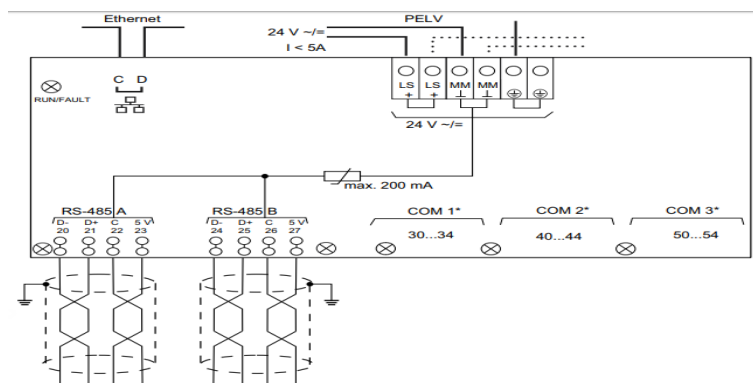 Ethernet
PELV
24 V ~/=
I < 5A
C D
RUN/FAULT
LS LS MM MM
+ + ⊥ ⊥
24 V ~/=
max. 200 mA
RS-485 A
D- D+ C 5 V
20 21 22 23
RS-485 B
D- D+ C 5 V
24 25 26 27
COM 1*
30...34
COM 2*
40...44
COM 3*
50...54